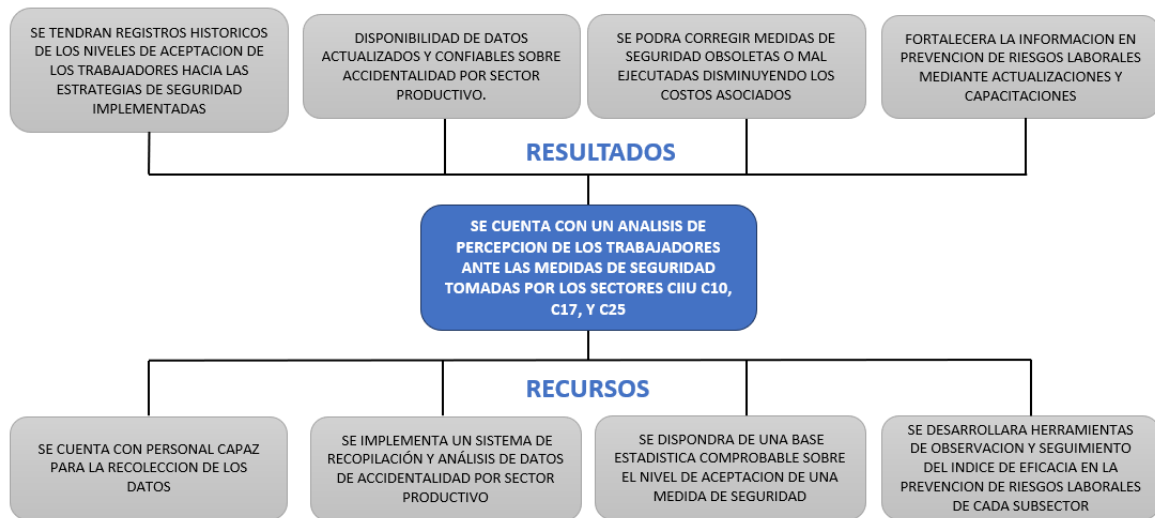 SE TENDRAN REGISTROS HISTORICOS
DE LOS NIVELES DE ACEPTACION DE
LOS TRABAJADORES HACIA LAS
ESTRATEGIAS DE SEGURIDAD
IMPLEMENTADAS
DISPONIBILIDAD DE DATOS
ACTUALIZADOS Y CONFIABLES SOBRE
ACCIDENTALIDAD POR SECTOR
PRODUCTIVO.
SE PODRA CORREGIR MEDIDAS DE
SEGURIDAD OBSOLETAS O MAL
EJECUTADAS DISMINUYENDO LOS
COSTOS ASOCIADOS
FORTALECERA LA INFORMACION EN
PREVENCION DE RIESGOS LABORALES
MEDIANTE ACTUALIZACIONES Y
CAPACITACIONES
RESULTADOS
SE CUENTA CON UN ANALISIS DE
PERCEPCION DE LOS TRABAJADORES
ANTE LAS MEDIDAS DE SEGURIDAD
TOMADAS POR LOS SECTORES CIIU C10,
C17, Y C25
RECURSOS
SE CUENTA CON PERSONAL CAPAZ
PARA LA RECOLECCION DE LOS
DATOS
SE IMPLEMENTA UN SISTEMA DE
RECOPILACIÓN Y ANÁLISIS DE DATOS
DE ACCIDENTALIDAD POR SECTOR
PRODUCTIVO
SE DISPONDRA DE UNA BASE
ESTADISTICA COMPROBABLE SOBRE
EL NIVEL DE ACEPTACION DE UNA
MEDIDA DE SEGURIDAD
SE DESARROLLARA HERRAMIENTAS
DE OBSERVACION Y SEGUIMIENTO
DEL INDICE DE EFICACIA EN LA
PREVENCION DE RIESGOS LABORALES
DE CADA SUBSECTOR